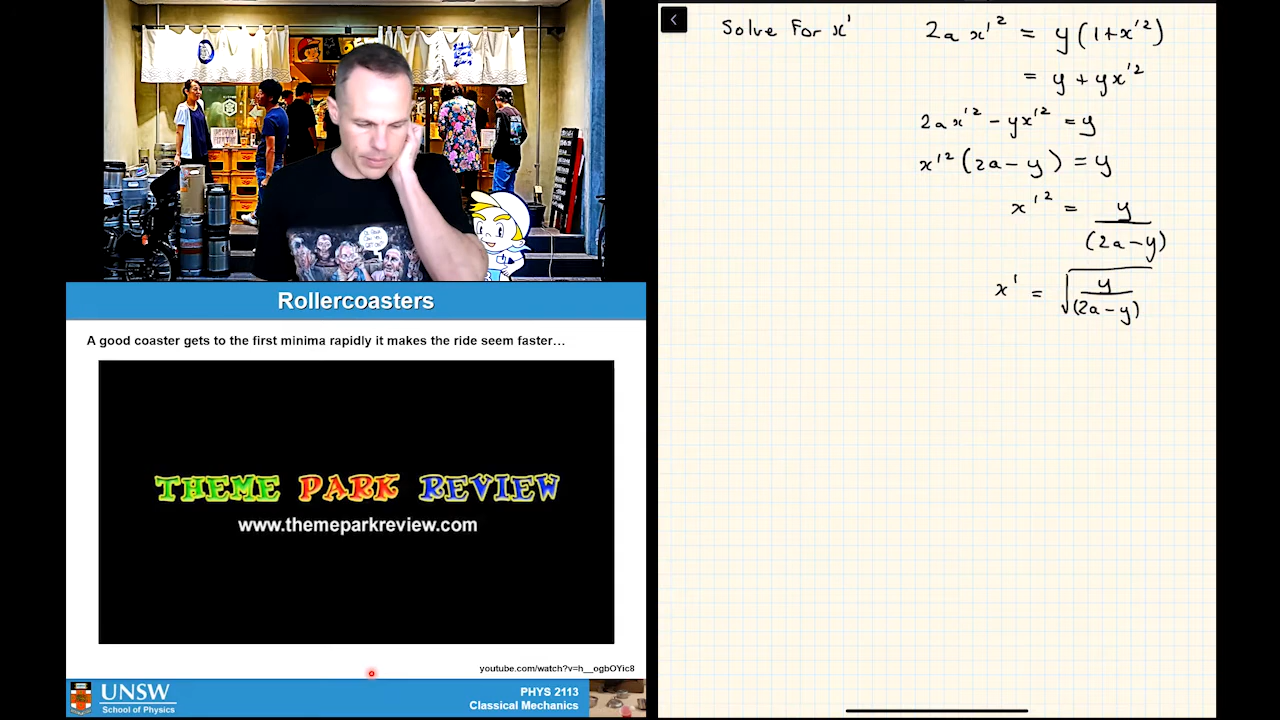 Rollercoasters
A good coaster gets to the first minima rapidly it makes the ride seem faster…
THEME PARK REVIEW
www.themeparkreview.com
youtube.com/watch?v=h__ogbOYic8
UNSW
School of Physics
PHYS 2113
Classical Mechanics
Solve For x'
2a x'² = y(1+x'²)
= y + yx'²
2ax'² - yx'² = y
x'² (2a - y) = y
x'² = y / (2a - y)
x' = √(y / (2a - y))